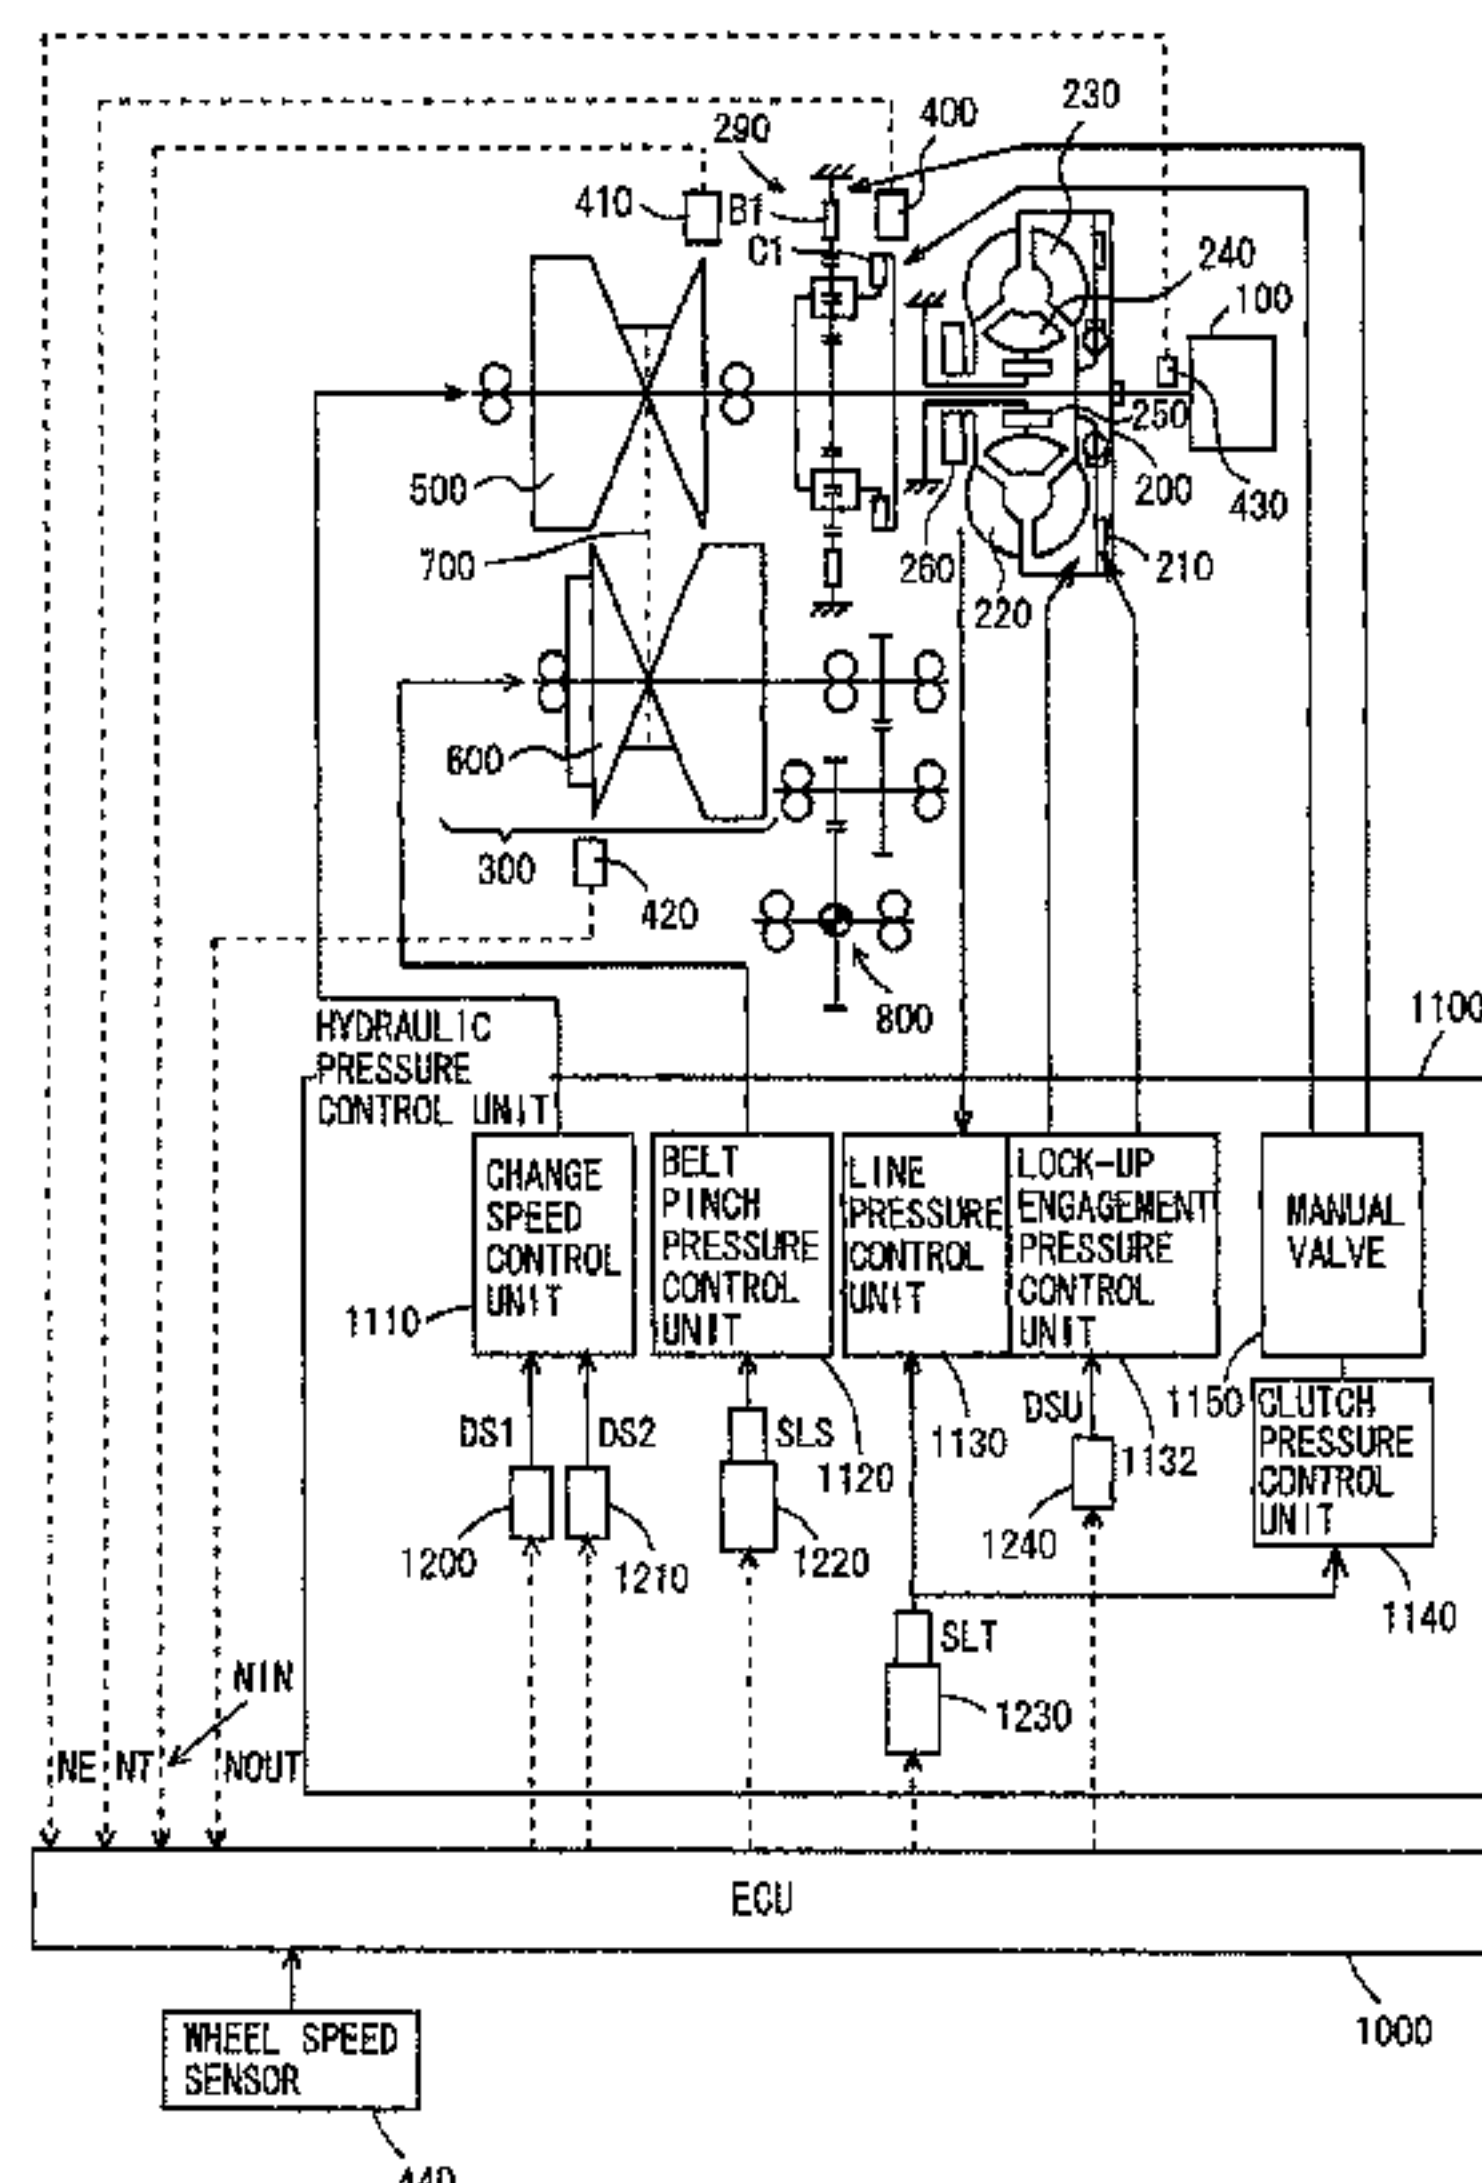 230
400
290
410
B1
C1
240
100
250
500
200
430
700
260
210
220
600
300
420
800
1100
HYDRAULIC
PRESSURE
CONTROL UNIT
CHANGE
SPEED
CONTROL
UNIT
BELT
PINCH
PRESSURE
CONTROL
UNIT
LINE
PRESSURE
CONTROL
UNIT
LOCK-UP
ENGAGEMENT
PRESSURE
CONTROL
UNIT
MANUAL
VALVE
1110
1150
CLUTCH
PRESSURE
CONTROL
UNIT
DS1
DS2
SLS
1120
1130
DSU
1132
1200
1210
1220
1240
1140
SLT
1230
NIN
NE
NT
NOUT
ECU
1000
WHEEL SPEED
SENSOR
440